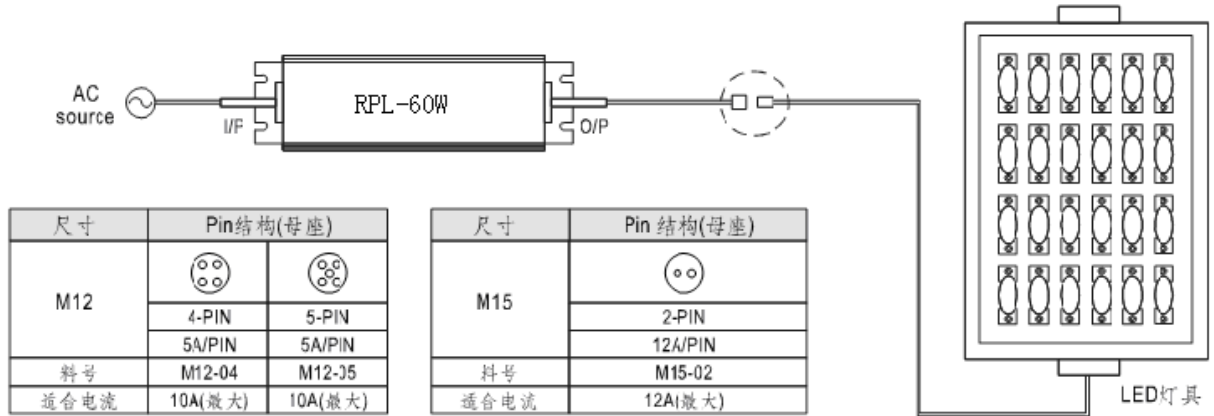 AC
source
I/P
RPL-60W
O/P
尺寸 Pin结构(母座)
M12
4-PIN 5-PIN
5A/PIN 5A/PIN
料号 M12-04 M12-05
适合电流 10A(最大) 10A(最大)
尺寸 Pin 结构(母座)
M15
2-PIN
12A/PIN
料号 M15-02
适合电流 12A(最大)
LED灯具